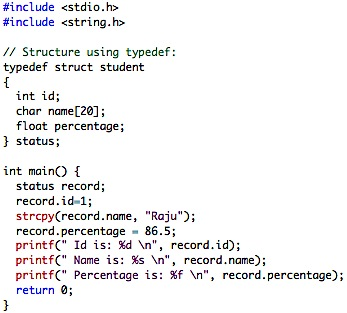 #include <stdio.h>
#include <string.h>

// Structure using typedef:
typedef struct student
{
  int id;
  char name[20];
  float percentage;
} status;

int main() {
  status record;
  record.id=1;
  strcpy(record.name, "Raju");
  record.percentage = 86.5;
  printf(" Id is: %d \n", record.id);
  printf(" Name is: %s \n", record.name);
  printf(" Percentage is: %f \n", record.percentage);
  return 0;
}